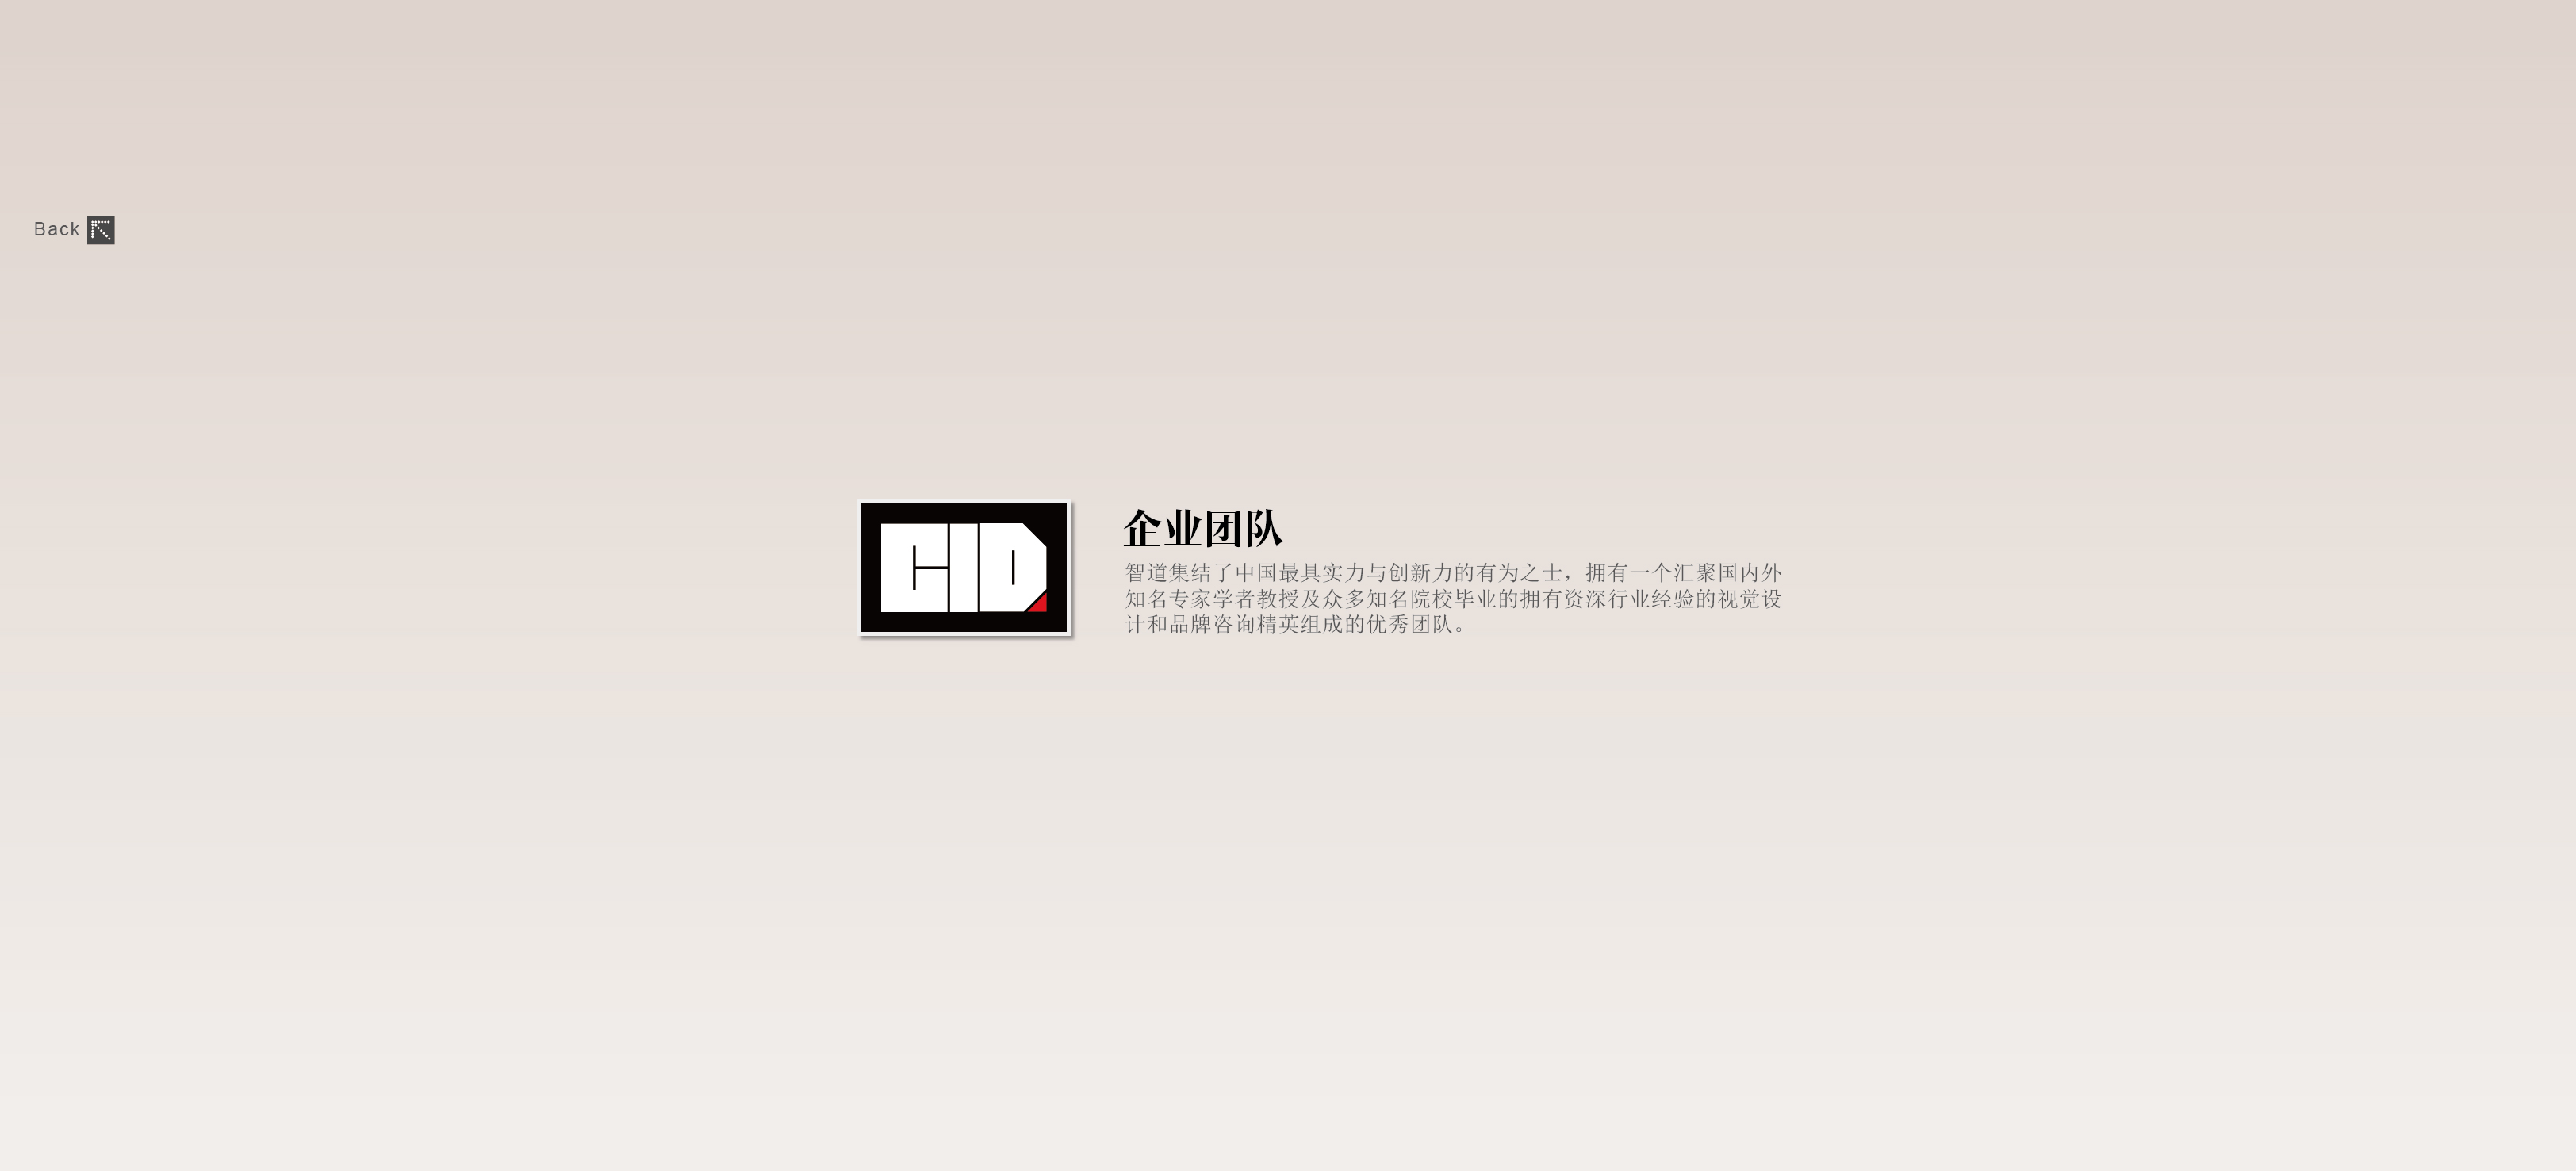 Back
CID
企业团队
智道集结了中国最具实力与创新力的有为之士，拥有一个汇聚国内外
知名专家学者教授及众多知名院校毕业的拥有资深行业经验的视觉设
计和品牌咨询精英组成的优秀团队。